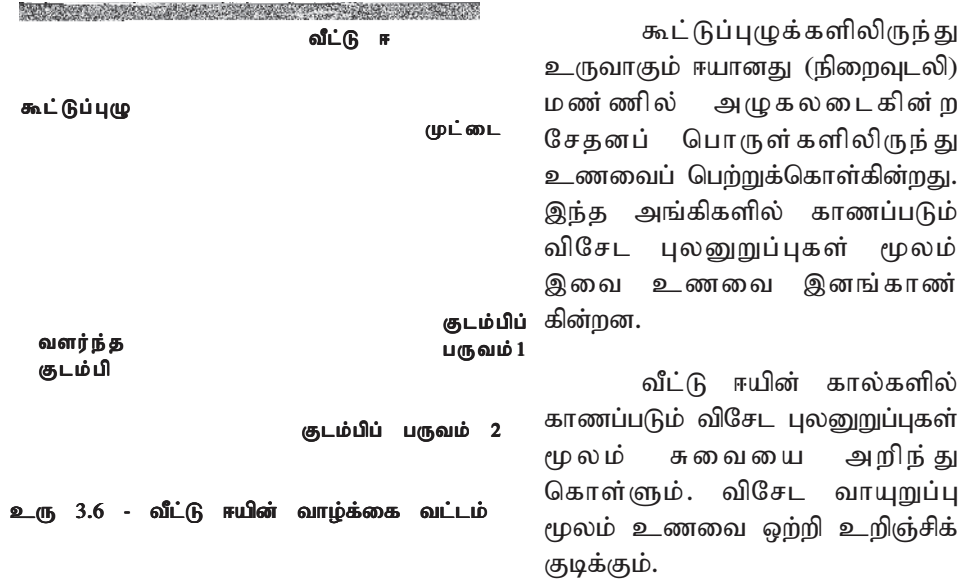 வீட்டு ஈ
கூட்டுப்புழு
முட்டை
குடம்பிப்
பருவம் 1
வளர்ந்த
குடம்பி
குடம்பிப் பருவம் 2
உரு 3.6 - வீட்டு ஈயின் வாழ்க்கை வட்டம்
கூட்டுப்புழுக்களிலிருந்து
உருவாகும் ஈயானது (நிறைவுடலி)
மண்ணில் அழுகலடைகின்ற
சேதனப் பொருள்களிலிருந்து
உணவைப் பெற்றுக்கொள்கின்றது.
இந்த அங்கிகளில் காணப்படும்
விசேட புலனுறுப்புகள் மூலம்
இவை உணவை இனங்காண்
கின்றன.
வீட்டு ஈயின் கால்களில்
காணப்படும் விசேட புலனுறுப்புகள்
மூலம் சுவையை அறிந்து
கொள்ளும். விசேட வாயுறுப்பு
மூலம் உணவை ஒற்றி உறிஞ்சிக்
குடிக்கும்.